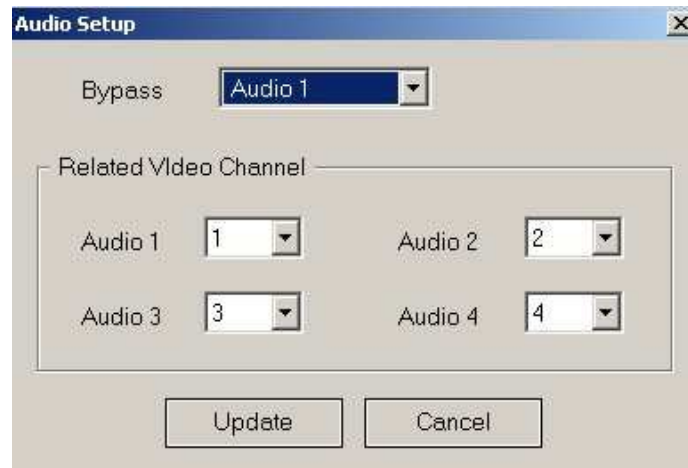 Audio Setup
Bypass Audio 1
Related VIdeo Channel
Audio 1 1 Audio 2 2
Audio 3 3 Audio 4 4
Update Cancel